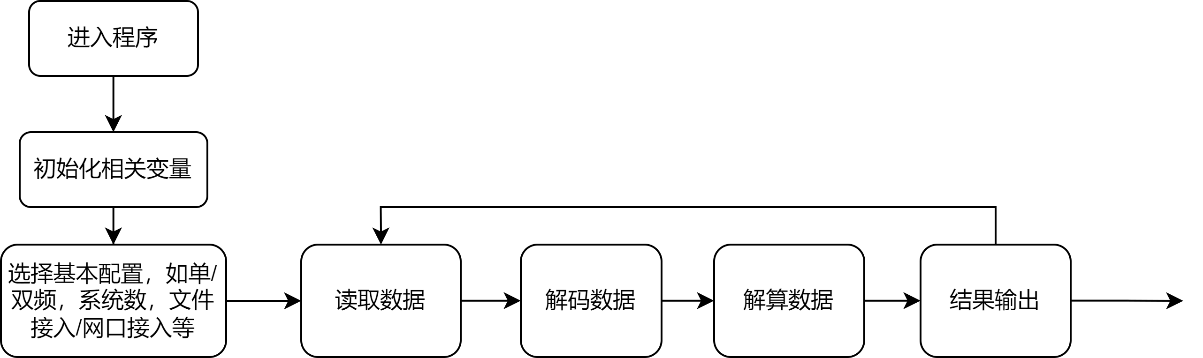 进入程序
初始化相关变量
选择基本配置，如单/
双频，系统数，文件
接入/网口接入等
读取数据
解码数据
解算数据
结果输出